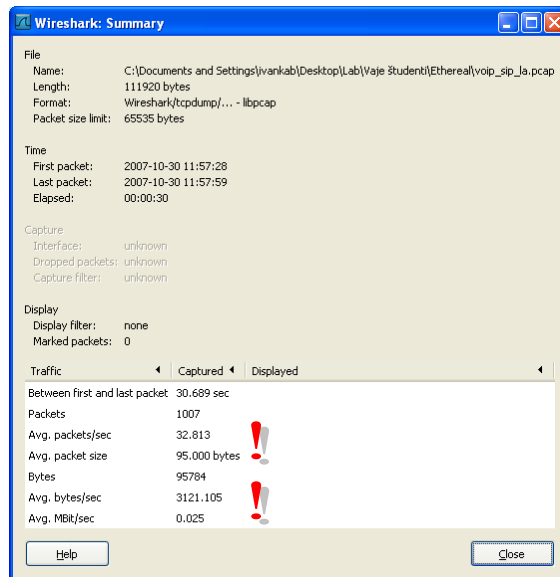 Wireshark: Summary
File
Name: C:\Documents and Settings\ivankab\Desktop\Lab\Vaje študenti\Ethereal\voip_sip_la.pcap
Length: 111920 bytes
Format: Wireshark/tcpdump/... - libpcap
Packet size limit: 65535 bytes
Time
First packet: 2007-10-30 11:57:28
Last packet: 2007-10-30 11:57:59
Elapsed: 00:00:30
Capture
Interface: unknown
Dropped packets: unknown
Capture filter: unknown
Display
Display filter: none
Marked packets: 0
Traffic Captured Displayed
Between first and last packet 30.689 sec
Packets 1007
Avg. packets/sec 32.813
Avg. packet size 95.000 bytes
Bytes 95784
Avg. bytes/sec 3121.105
Avg. MBit/sec 0.025
Help Close